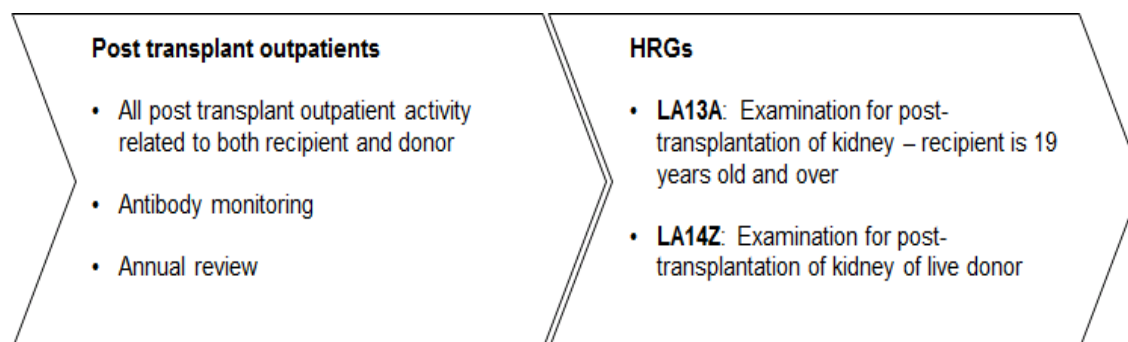 Post transplant outpatients
• All post transplant outpatient activity
related to both recipient and donor
• Antibody monitoring
• Annual review
HRGs
• LA13A: Examination for post-
transplantation of kidney – recipient is 19
years old and over
• LA14Z: Examination for post-
transplantation of kidney of live donor